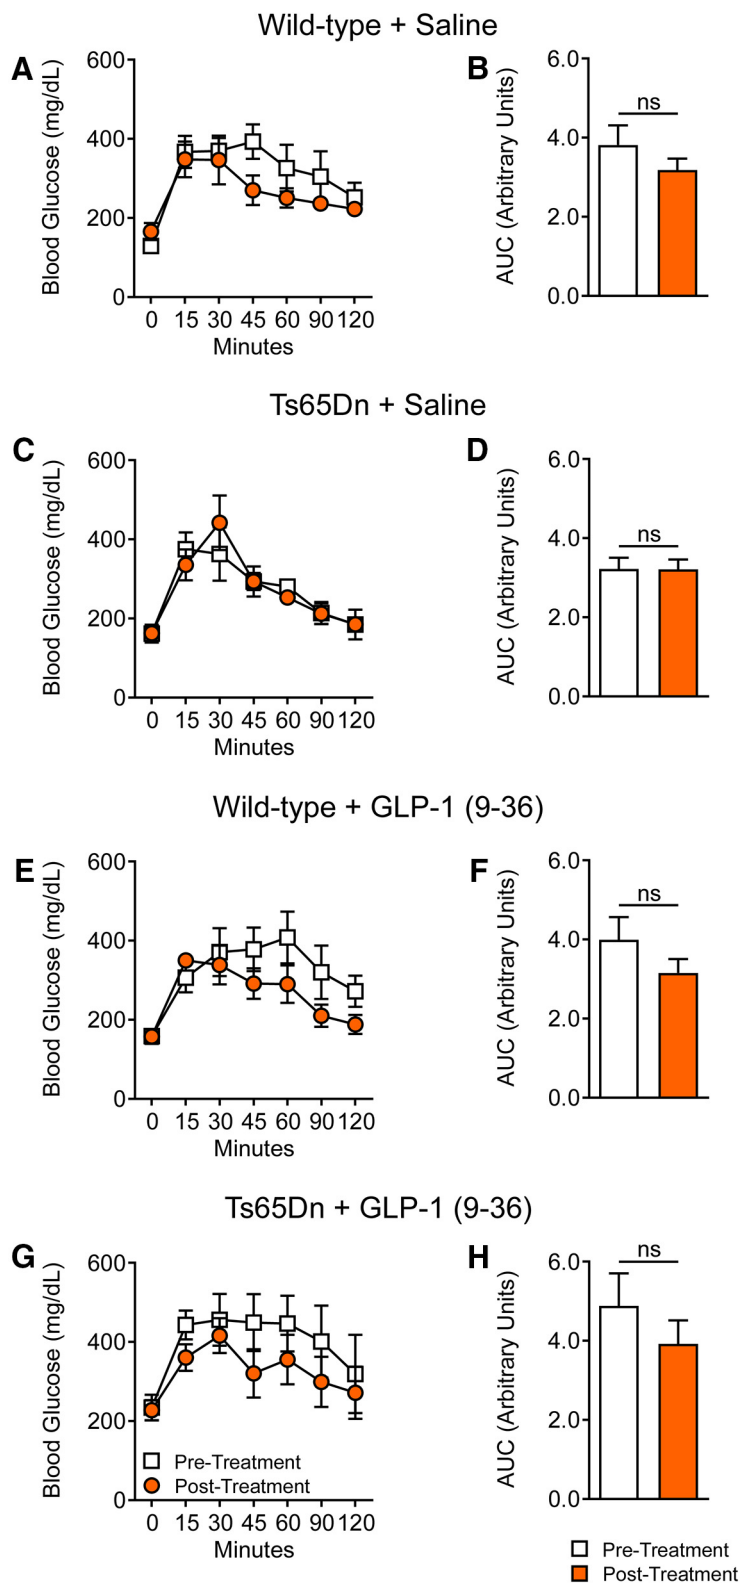 Wild-type + Saline
A
Blood Glucose (mg/dL)
600
400
200
0
0 15 30 45 60 90 120
Minutes
B
AUC (Arbitrary Units)
6.0
4.0
2.0
0.0
ns
Ts65Dn + Saline
C
Blood Glucose (mg/dL)
600
400
200
0
0 15 30 45 60 90 120
Minutes
D
AUC (Arbitrary Units)
6.0
4.0
2.0
0.0
ns
Wild-type + GLP-1 (9-36)
E
Blood Glucose (mg/dL)
600
400
200
0
0 15 30 45 60 90 120
Minutes
F
AUC (Arbitrary Units)
6.0
4.0
2.0
0.0
ns
Ts65Dn + GLP-1 (9-36)
G
Blood Glucose (mg/dL)
600
400
200
0
Pre-Treatment
Post-Treatment
0 15 30 45 60 90 120
Minutes
H
AUC (Arbitrary Units)
6.0
4.0
2.0
0.0
ns
Pre-Treatment
Post-Treatment